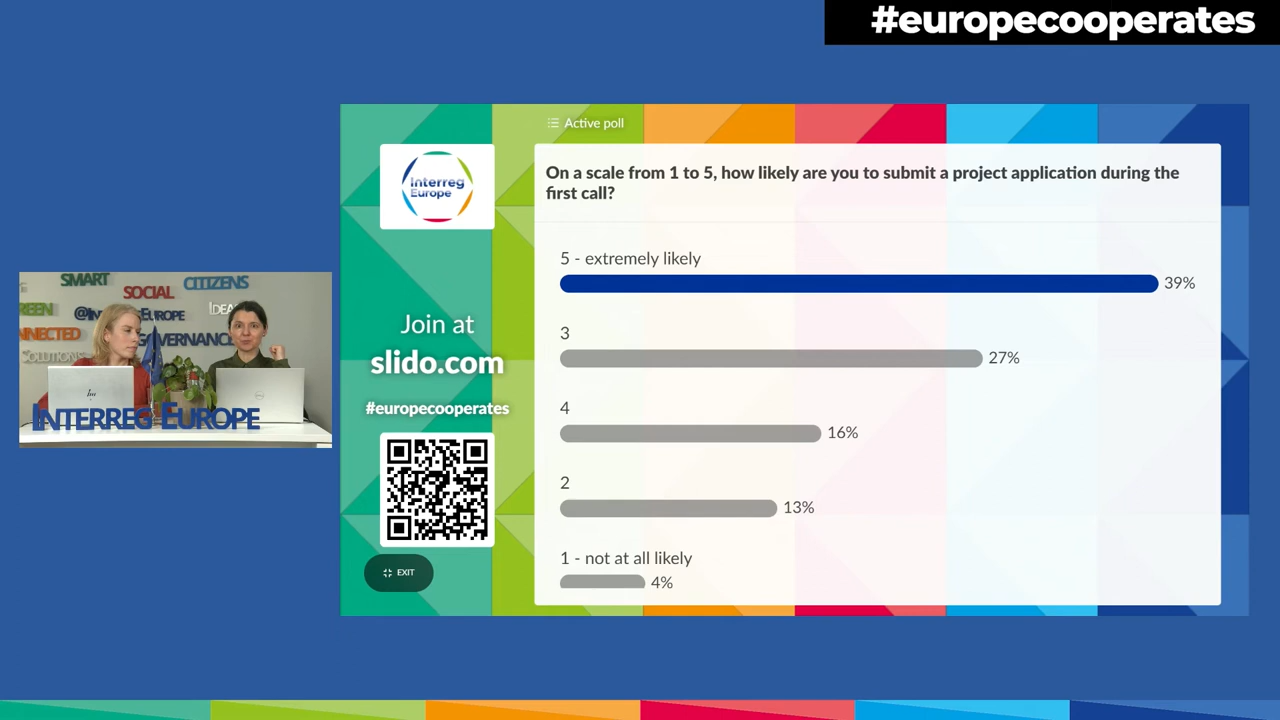 #europecooperates
Active poll
Interreg
Europe
On a scale from 1 to 5, how likely are you to submit a project application during the
first call?
5 - extremely likely
39%
3
27%
4
16%
2
13%
1 - not at all likely
4%
Join at
slido.com
#europecooperates
EXIT
SMART
SOCIAL
CITIZENS
GOVERNANCE
SOLUTIONS
INTERREG EUROPE